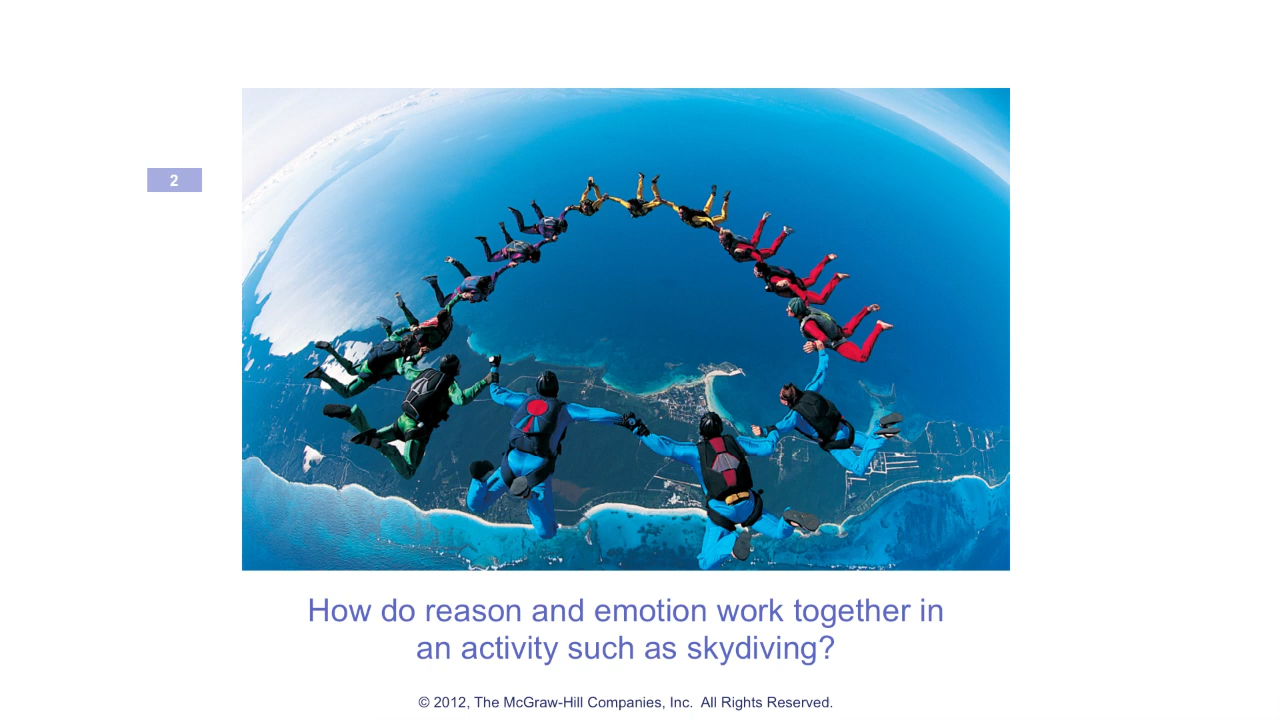 2
How do reason and emotion work together in
an activity such as skydiving?
© 2012, The McGraw-Hill Companies, Inc.  All Rights Reserved.